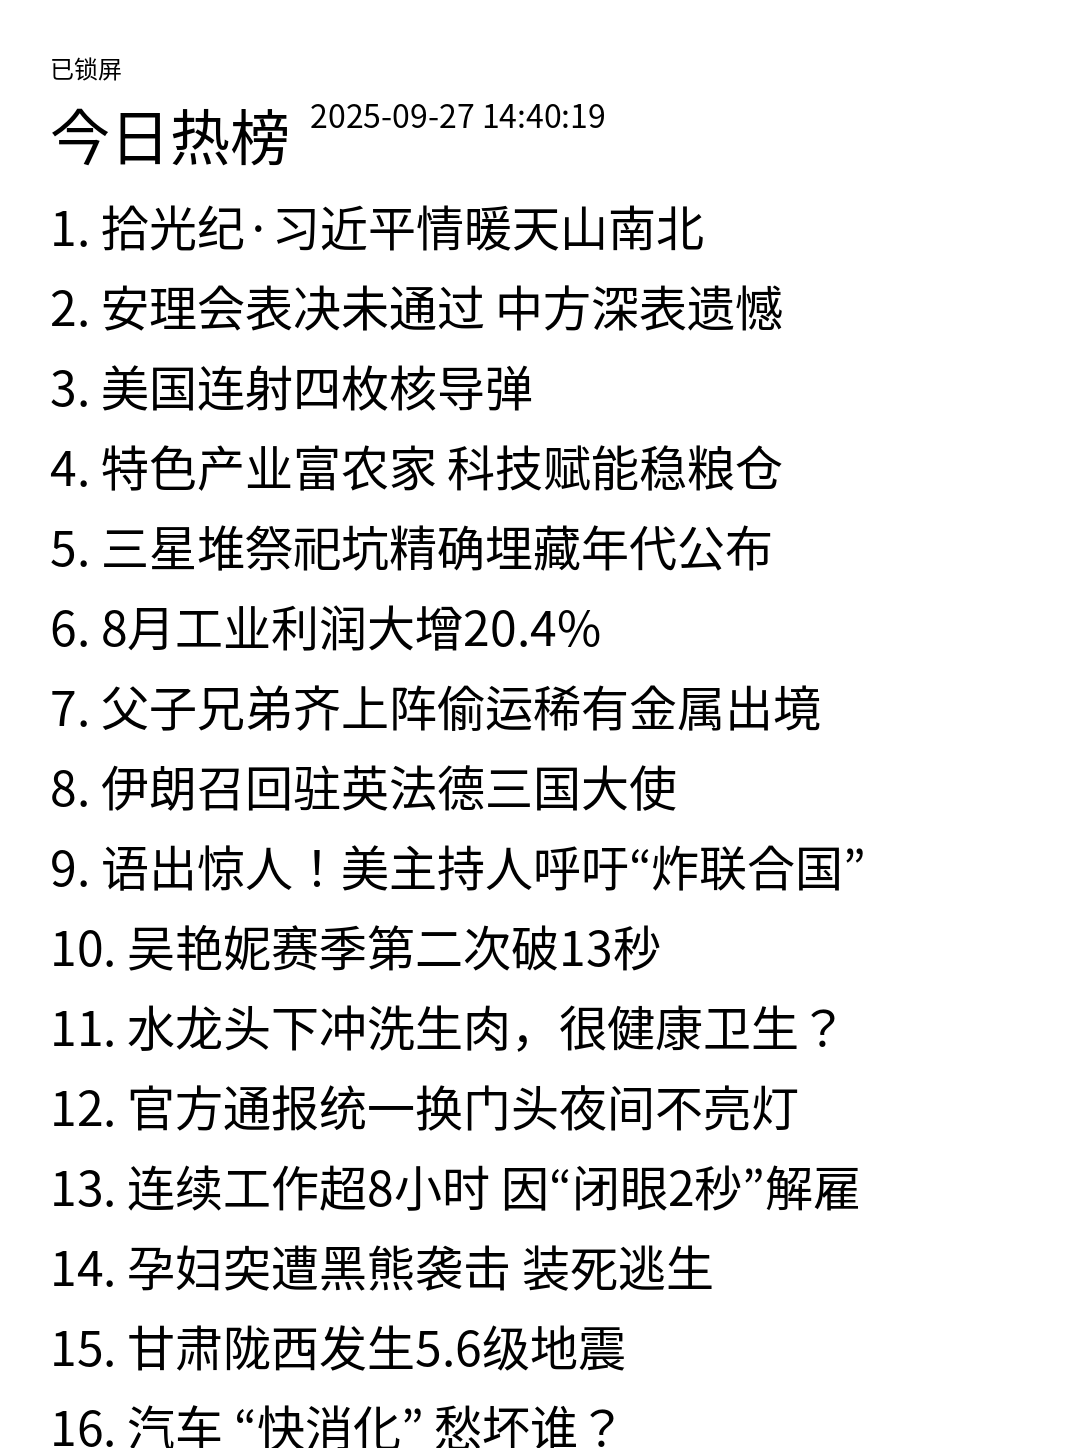 已锁屏
今日热榜 2025-09-27 14:40:19
1. 拾光纪·习近平情暖天山南北
2. 安理会表决未通过 中方深表遗憾
3. 美国连射四枚核导弹
4. 特色产业富农家 科技赋能稳粮仓
5. 三星堆祭祀坑精确埋藏年代公布
6. 8月工业利润大增20.4%
7. 父子兄弟齐上阵偷运稀有金属出境
8. 伊朗召回驻英法德三国大使
9. 语出惊人！美主持人呼吁“炸联合国”
10. 吴艳妮赛季第二次破13秒
11. 水龙头下冲洗生肉，很健康卫生？
12. 官方通报统一换门头夜间不亮灯
13. 连续工作超8小时 因“闭眼2秒”解雇
14. 孕妇突遭黑熊袭击 装死逃生
15. 甘肃陇西发生5.6级地震
16. 汽车 “快消化” 愁坏谁？